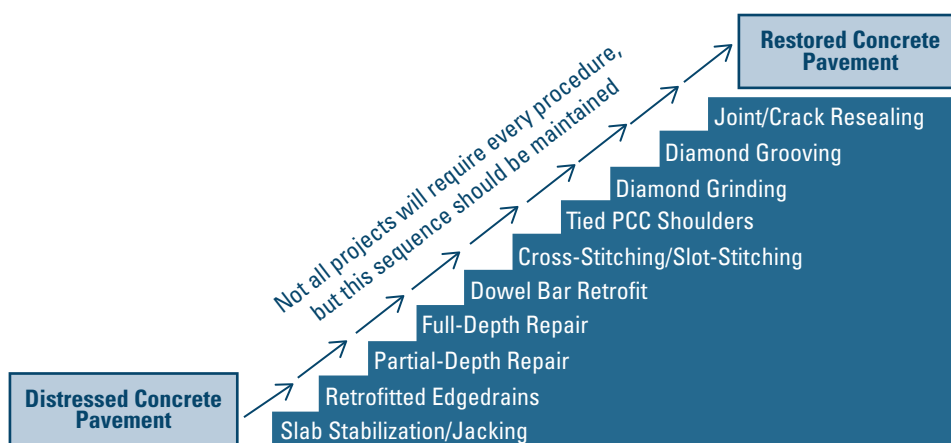 Restored Concrete
Pavement
Not all projects will require every procedure,
but this sequence should be maintained
Joint/Crack Resealing
Diamond Grooving
Diamond Grinding
Tied PCC Shoulders
Cross-Stitching/Slot-Stitching
Dowel Bar Retrofit
Full-Depth Repair
Partial-Depth Repair
Retrofitted Edgedrains
Slab Stabilization/Jacking
Distressed Concrete
Pavement